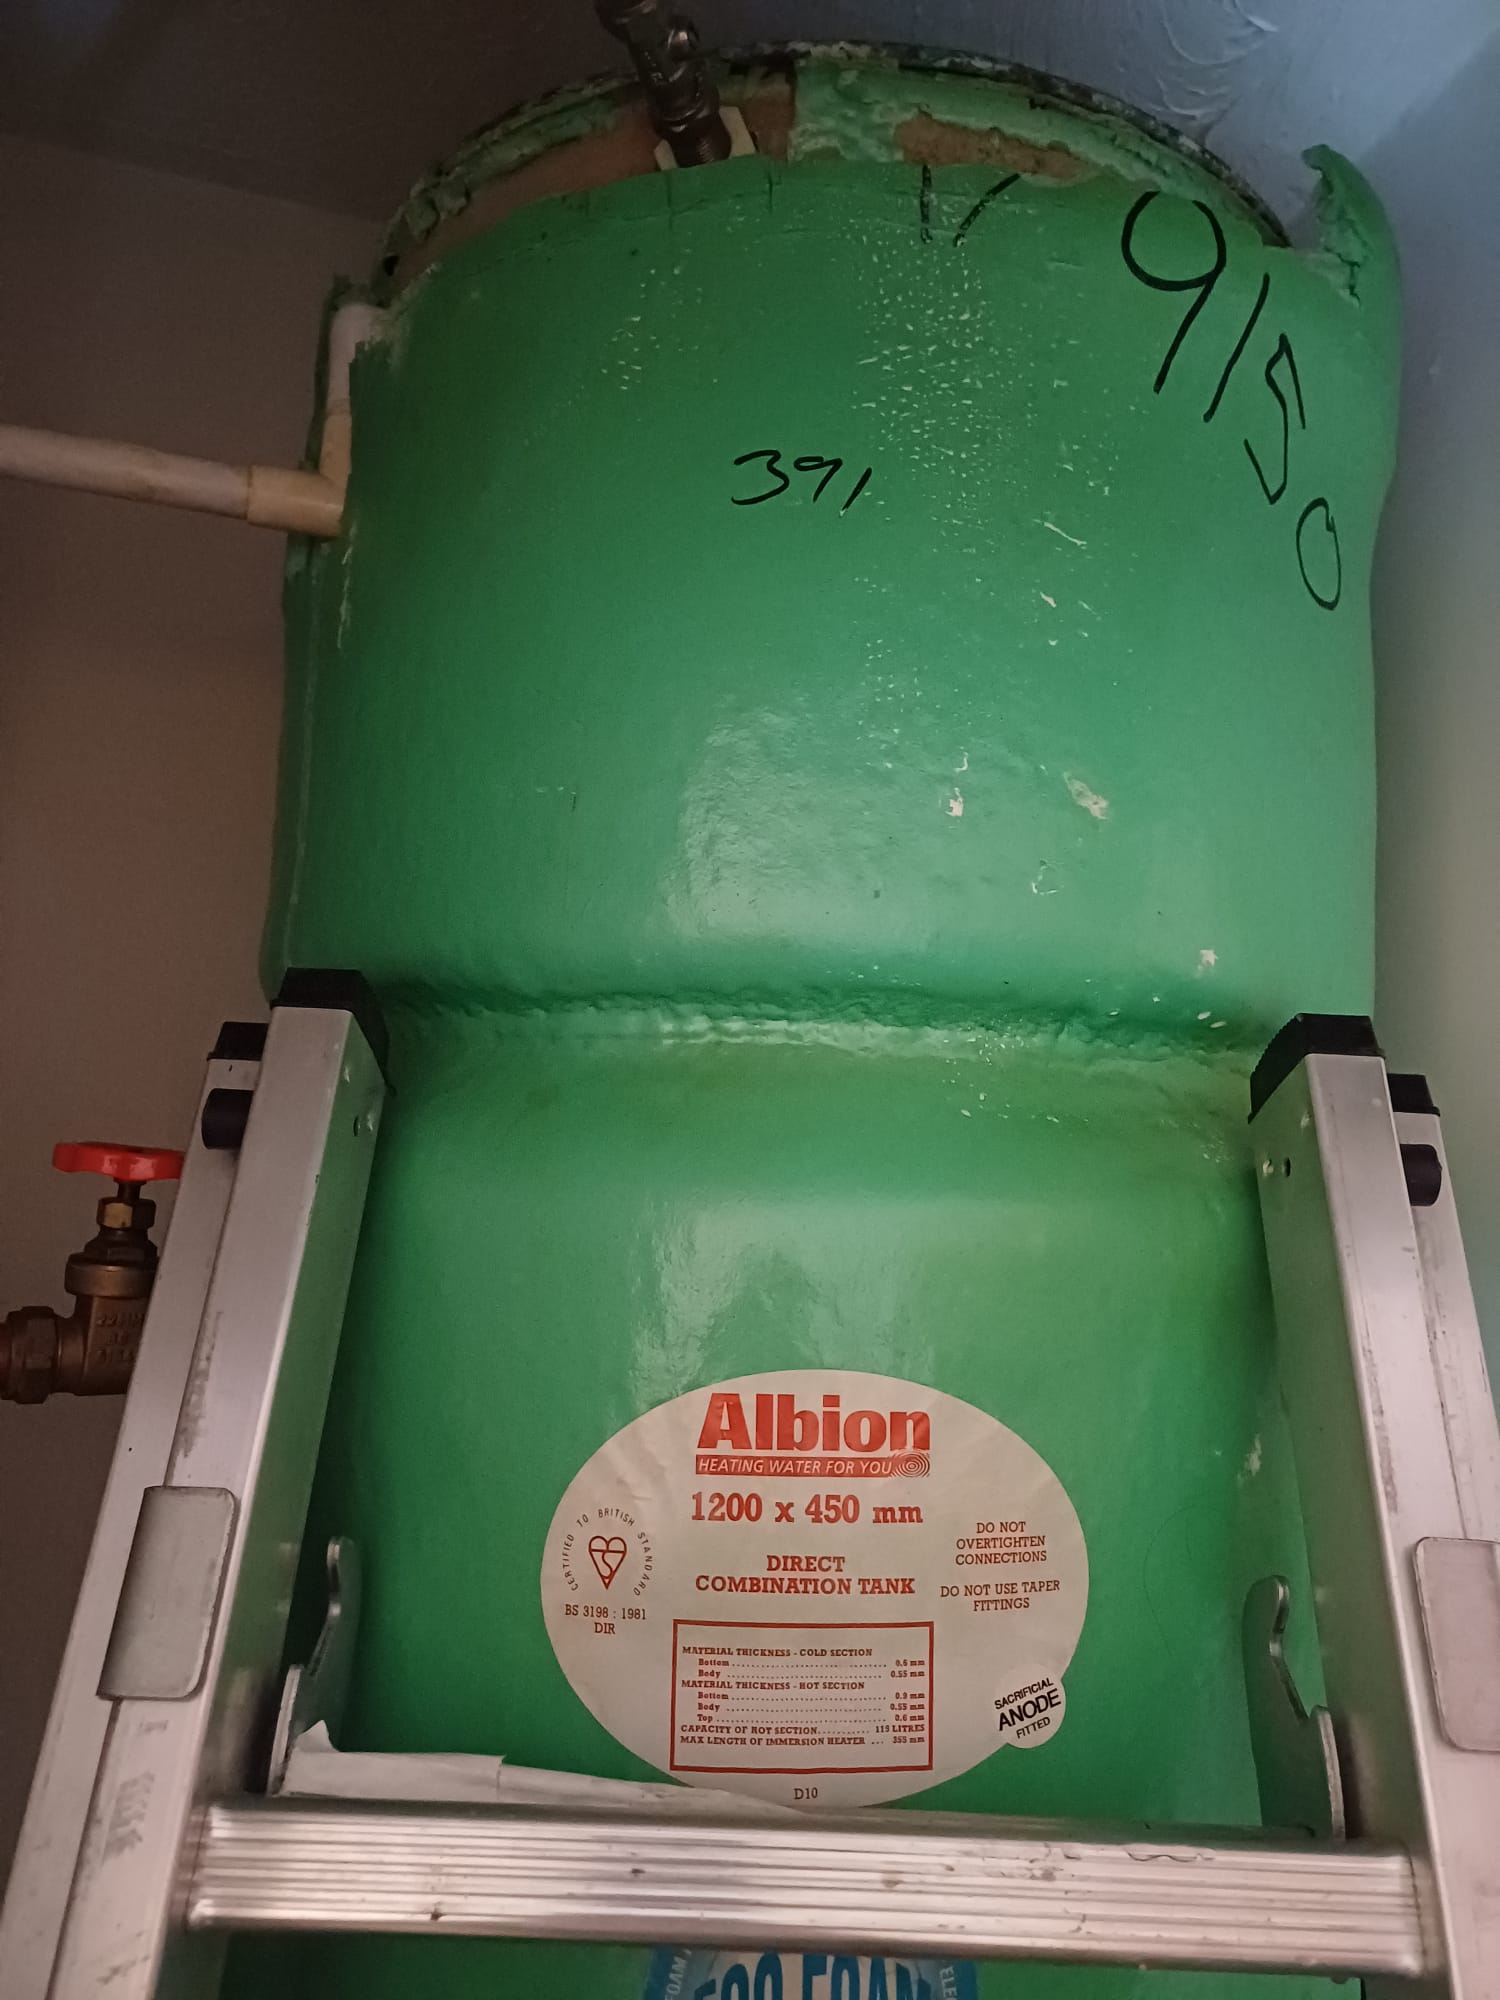 9/50
391
Albion
HEATING WATER FOR YOU
1200 x 450 mm
CERTIFIED TO BRITISH STANDARD
BS 3198 : 1981
DIR
DIRECT
COMBINATION TANK
DO NOT
OVERTIGHTEN
CONNECTIONS
DO NOT USE TAPER
FITTINGS
MATERIAL THICKNESS - COLD SECTION
Bottom ........ 0.6 mm
Body ........ 0.55 mm
MATERIAL THICKNESS - HOT SECTION
Bottom ........ 0.9 mm
Body ........ 0.55 mm
Top ........ 0.6 mm
CAPACITY OF HOT SECTION........ 115 LITRES
MAX LENGTH OF IMMERSION HEATER ... 355 mm
SACRIFICIAL
ANODE
FITTED
D10
FOAM